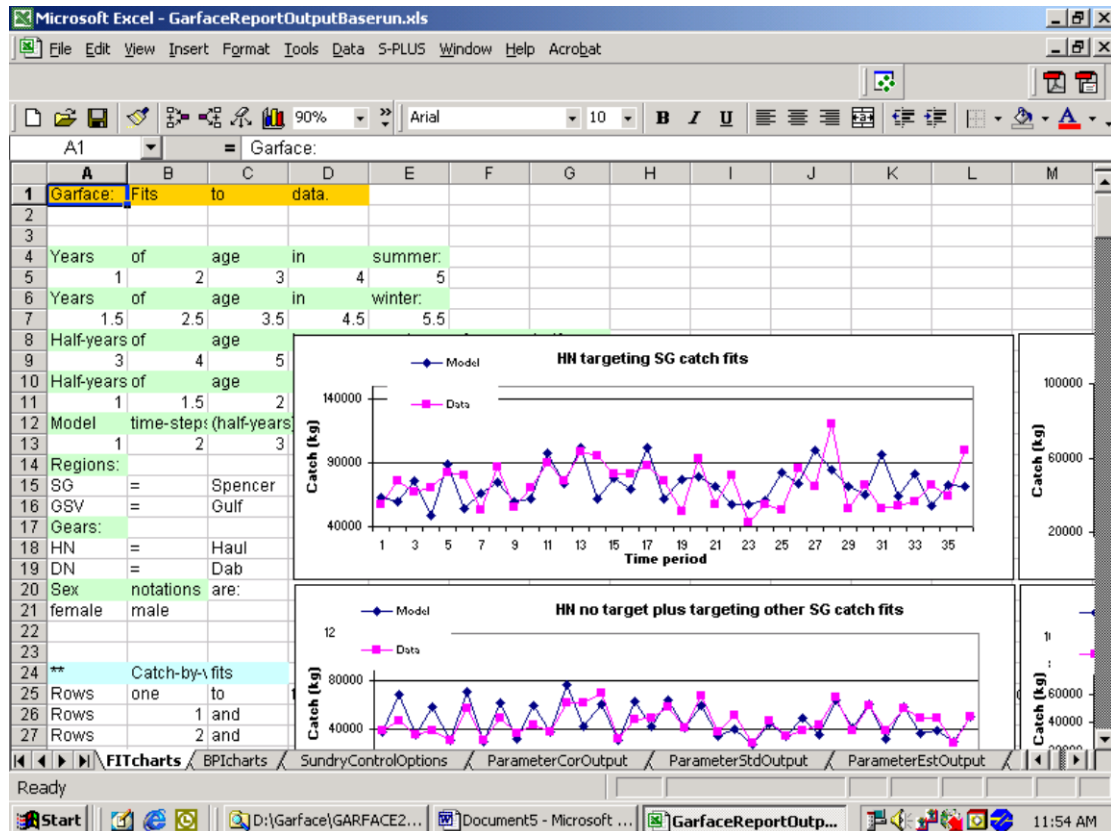 Microsoft Excel - GarfaceReportOutputBaserun.xls
File Edit View Insert Format Tools Data S-PLUS Window Help Acrobat
90% Arial 10 B I U A
A1 = Garface:
A B C D E F G H I J K L M
1 Garface: Fits to data.
2
3
4 Years of age in summer:
5 1 2 3 4 5
6 Years of age in winter:
7 1.5 2.5 3.5 4.5 5.5
8 Half-years of age
9 3 4 5
10 Half-years of age
11 1 1.5 2
12 Model time-steps (half-years)
13 1 2 3
14 Regions:
15 SG = Spencer
16 GSV = Gulf
17 Gears:
18 HN = Haul
19 DN = Dab
20 Sex notations are:
21 female male
22
23
24 ** Catch-by-\ fits
25 Rows one to
26 Rows 1 and
27 Rows 2 and
HN targeting SG catch fits
Model
Data
Catch (kg)
140000
90000
40000
1 3 5 7 9 11 13 15 17 19 21 23 25 27 29 31 33 35
Time period
HN no target plus targeting other SG catch fits
Model
Data
12
Catch (kg)
80000
40000
Catch (kg)
100000
60000
20000
Catch (kg)
60000
40000
20000
FITcharts BPIcharts SundryControlOptions ParameterCorOutput ParameterStdOutput ParameterEstOutput
Ready
Start D:\Garface\GARFACE2... Document5 - Microsoft ... GarfaceReportOutp... 11:54 AM